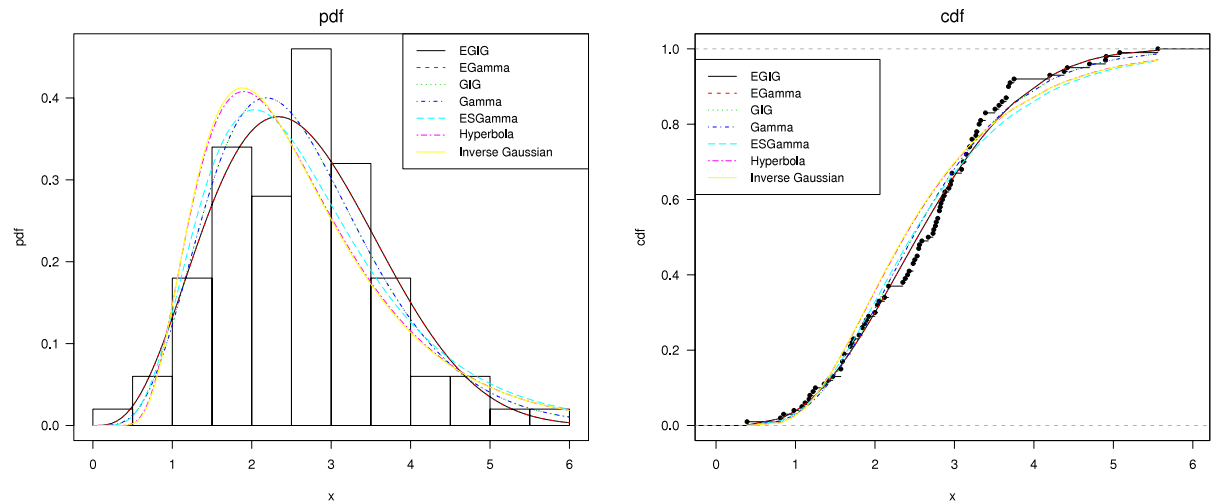 pdf
pdf
0.4
0.3
0.2
0.1
0.0
EGIG
EGamma
GIG
Gamma
ESGamma
Hyperbola
Inverse Gaussian
0 1 2 3 4 5 6
x
cdf
cdf
1.0
0.8
0.6
0.4
0.2
0.0
EGIG
EGamma
GIG
Gamma
ESGamma
Hyperbola
Inverse Gaussian
0 1 2 3 4 5 6
x